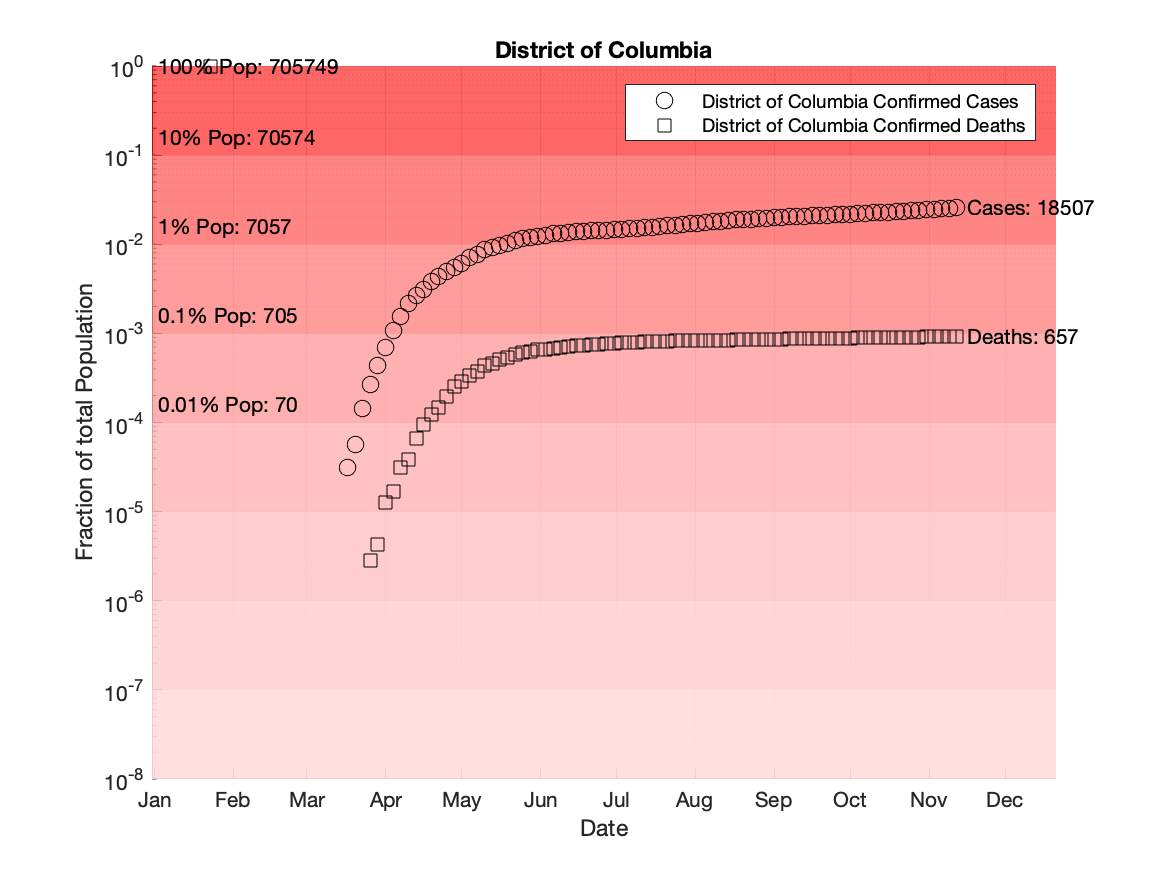 District of Columbia
10^0
100% Pop: 705749
District of Columbia Confirmed Cases
District of Columbia Confirmed Deaths
10% Pop: 70574
10^-1
Cases: 18507
1% Pop: 7057
10^-2
0.1% Pop: 705
10^-3
Deaths: 657
0.01% Pop: 70
10^-4
10^-5
10^-6
10^-7
10^-8
Fraction of total Population
Jan Feb Mar Apr May Jun Jul Aug Sep Oct Nov Dec
Date